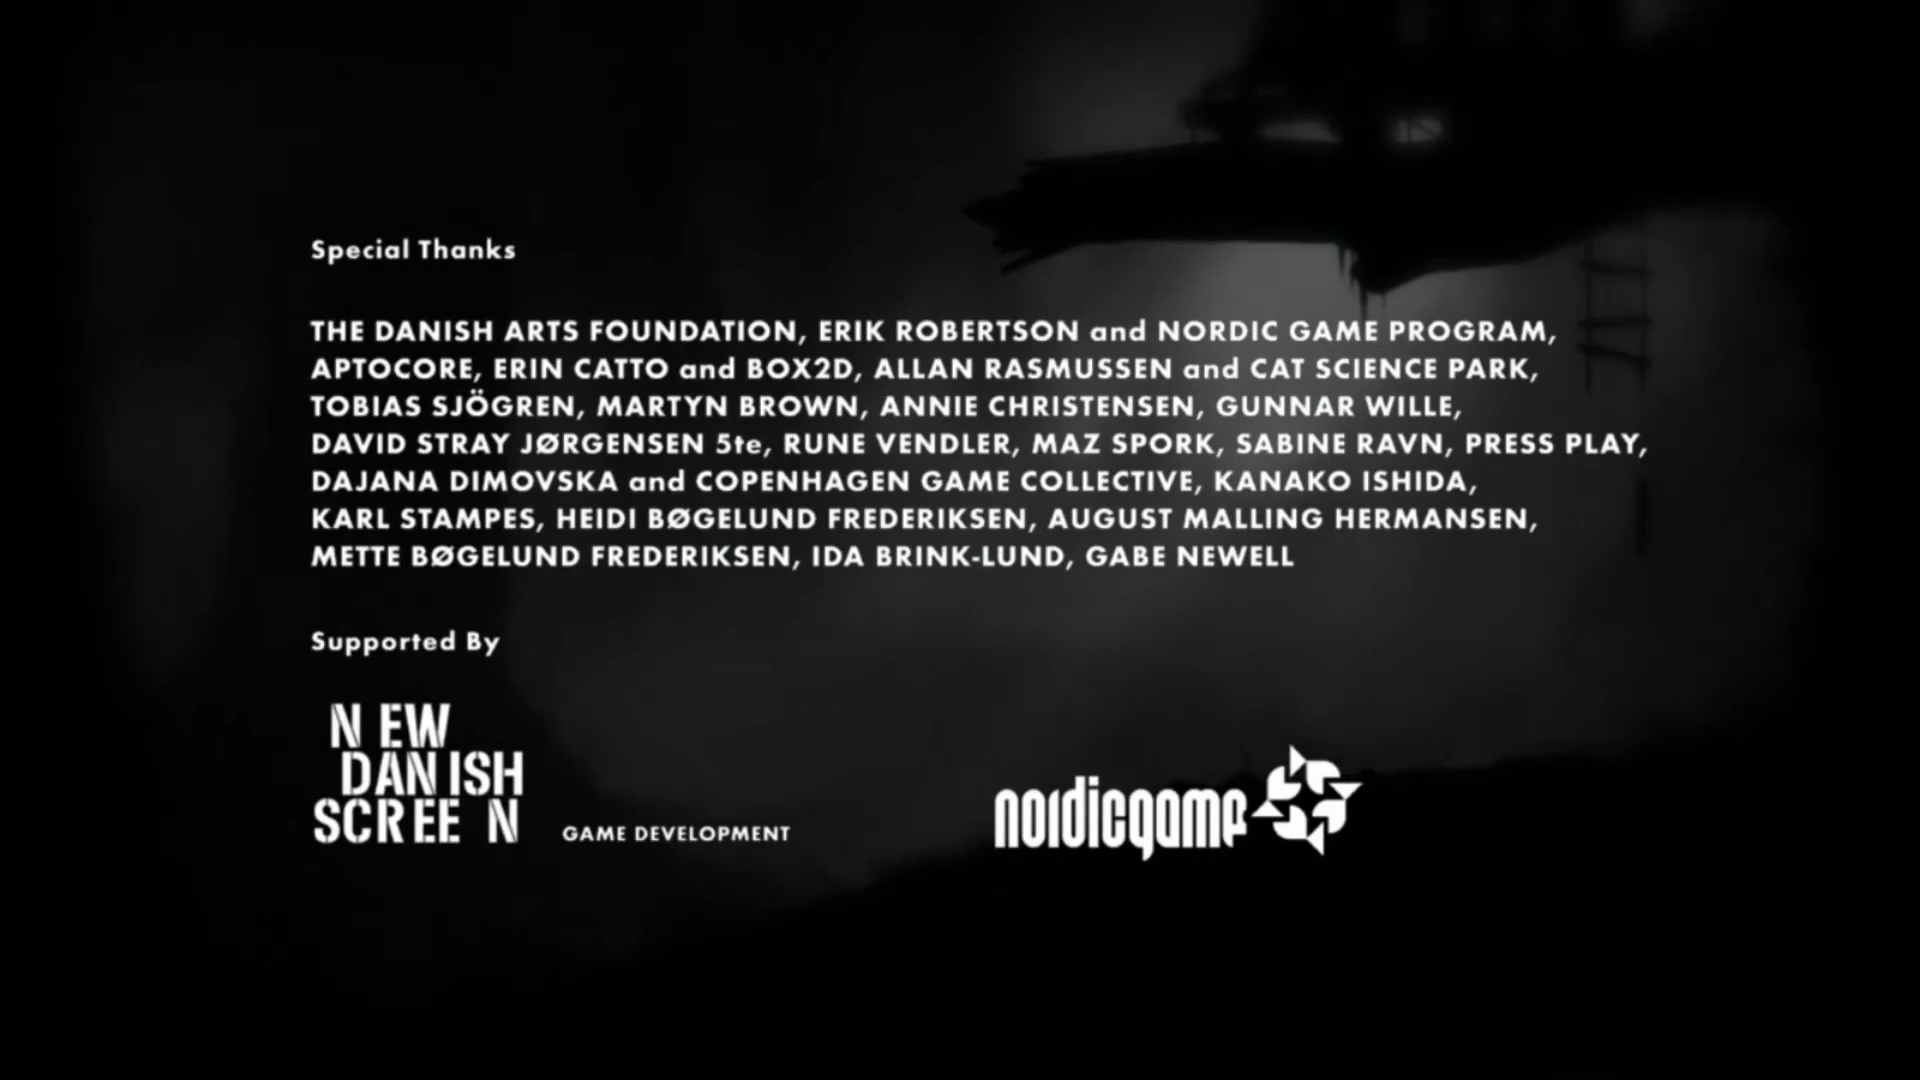 Special Thanks
THE DANISH ARTS FOUNDATION, ERIK ROBERTSON and NORDIC GAME PROGRAM,
APTOCORE, ERIN CATTO and BOX2D, ALLAN RASMUSSEN and CAT SCIENCE PARK,
TOBIAS SJÖGREN, MARTYN BROWN, ANNIE CHRISTENSEN, GUNNAR WILLE,
DAVID STRAY JØRGENSEN 5te, RUNE VENDLER, MAZ SPORK, SABINE RAVN, PRESS PLAY,
DAJANA DIMOVSKA and COPENHAGEN GAME COLLECTIVE, KANAKO ISHIDA,
KARL STAMPES, HEIDI BØGELUND FREDERIKSEN, AUGUST MALLING HERMANSEN,
METTE BØGELUND FREDERIKSEN, IDA BRINK-LUND, GABE NEWELL
Supported By
NEW
DANISH
SCREEN
GAME DEVELOPMENT
nordicgame